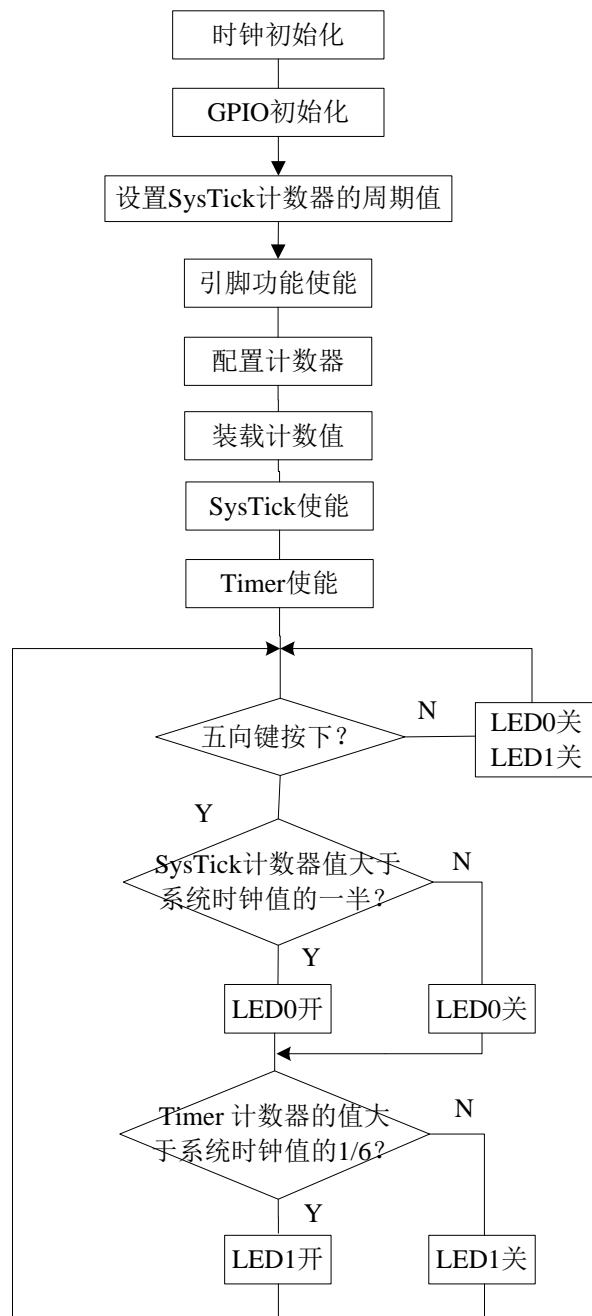 时钟初始化
GPIO初始化
设置SysTick计数器的周期值
引脚功能使能
配置计数器
装载计数值
SysTick使能
Timer使能
五向键按下?
N
LED0关
LED1关
Y
SysTick计数器值大于
系统时钟值的一半?
N
Y
LED0开
LED0关
Timer 计数器的值大
于系统时钟值的1/6?
N
Y
LED1开
LED1关